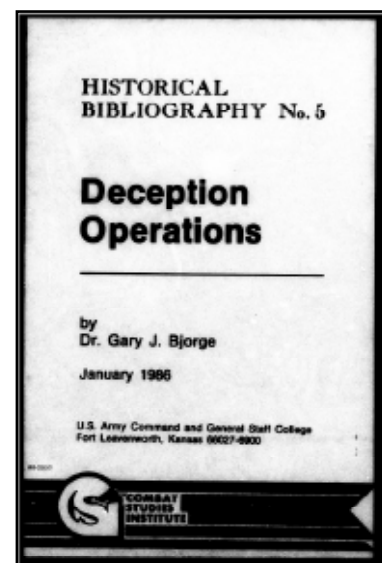 HISTORICAL
BIBLIOGRAPHY No. 5
Deception
Operations
by
Dr. Gary J. Bjorge
January 1986
U.S. Army Command and General Staff College
Fort Leavenworth, Kansas 66027-6900
COMBAT
STUDIES
INSTITUTE